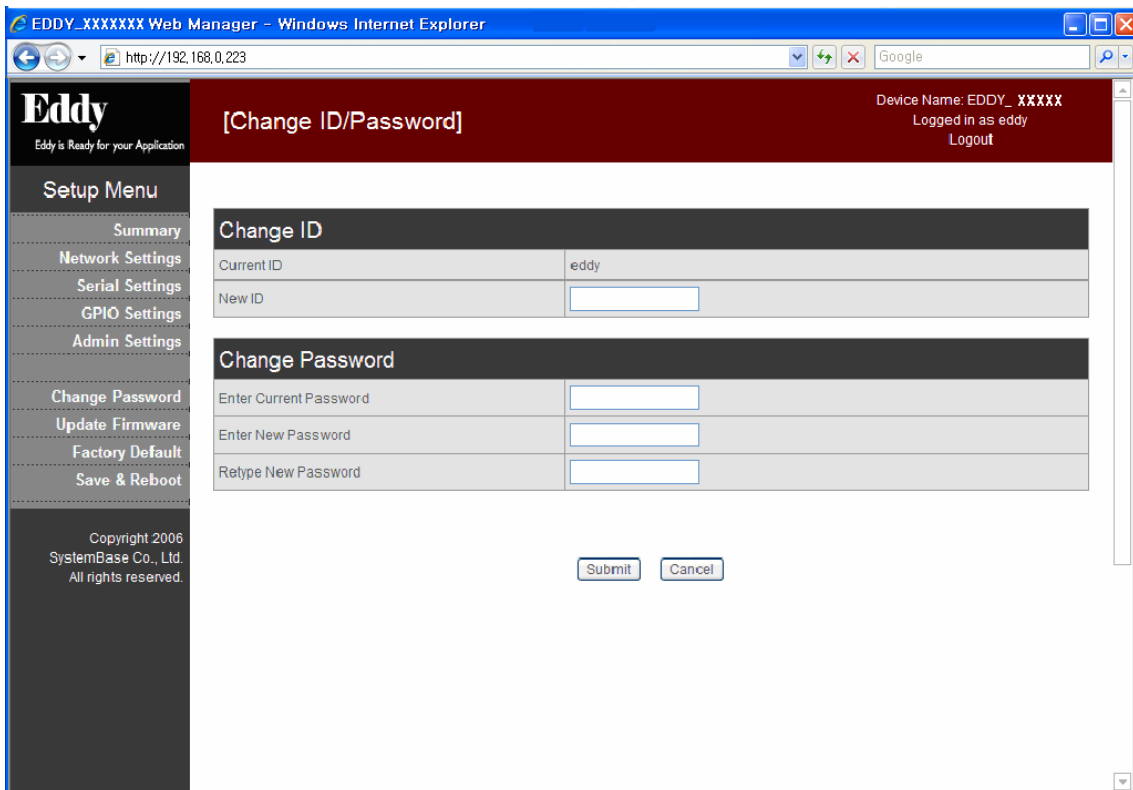 EDDY_XXXXXXX Web Manager - Windows Internet Explorer
http://192,168,0,223
Google
Eddy
Eddy is Ready for your Application
[Change ID/Password]
Device Name: EDDY_ XXXXX
Logged in as eddy
Logout
Setup Menu
Summary
Network Settings
Serial Settings
GPIO Settings
Admin Settings
Change Password
Update Firmware
Factory Default
Save & Reboot
Copyright 2006
SystemBase Co., Ltd.
All rights reserved.
Change ID
Current ID eddy
New ID
Change Password
Enter Current Password
Enter New Password
Retype New Password
Submit Cancel